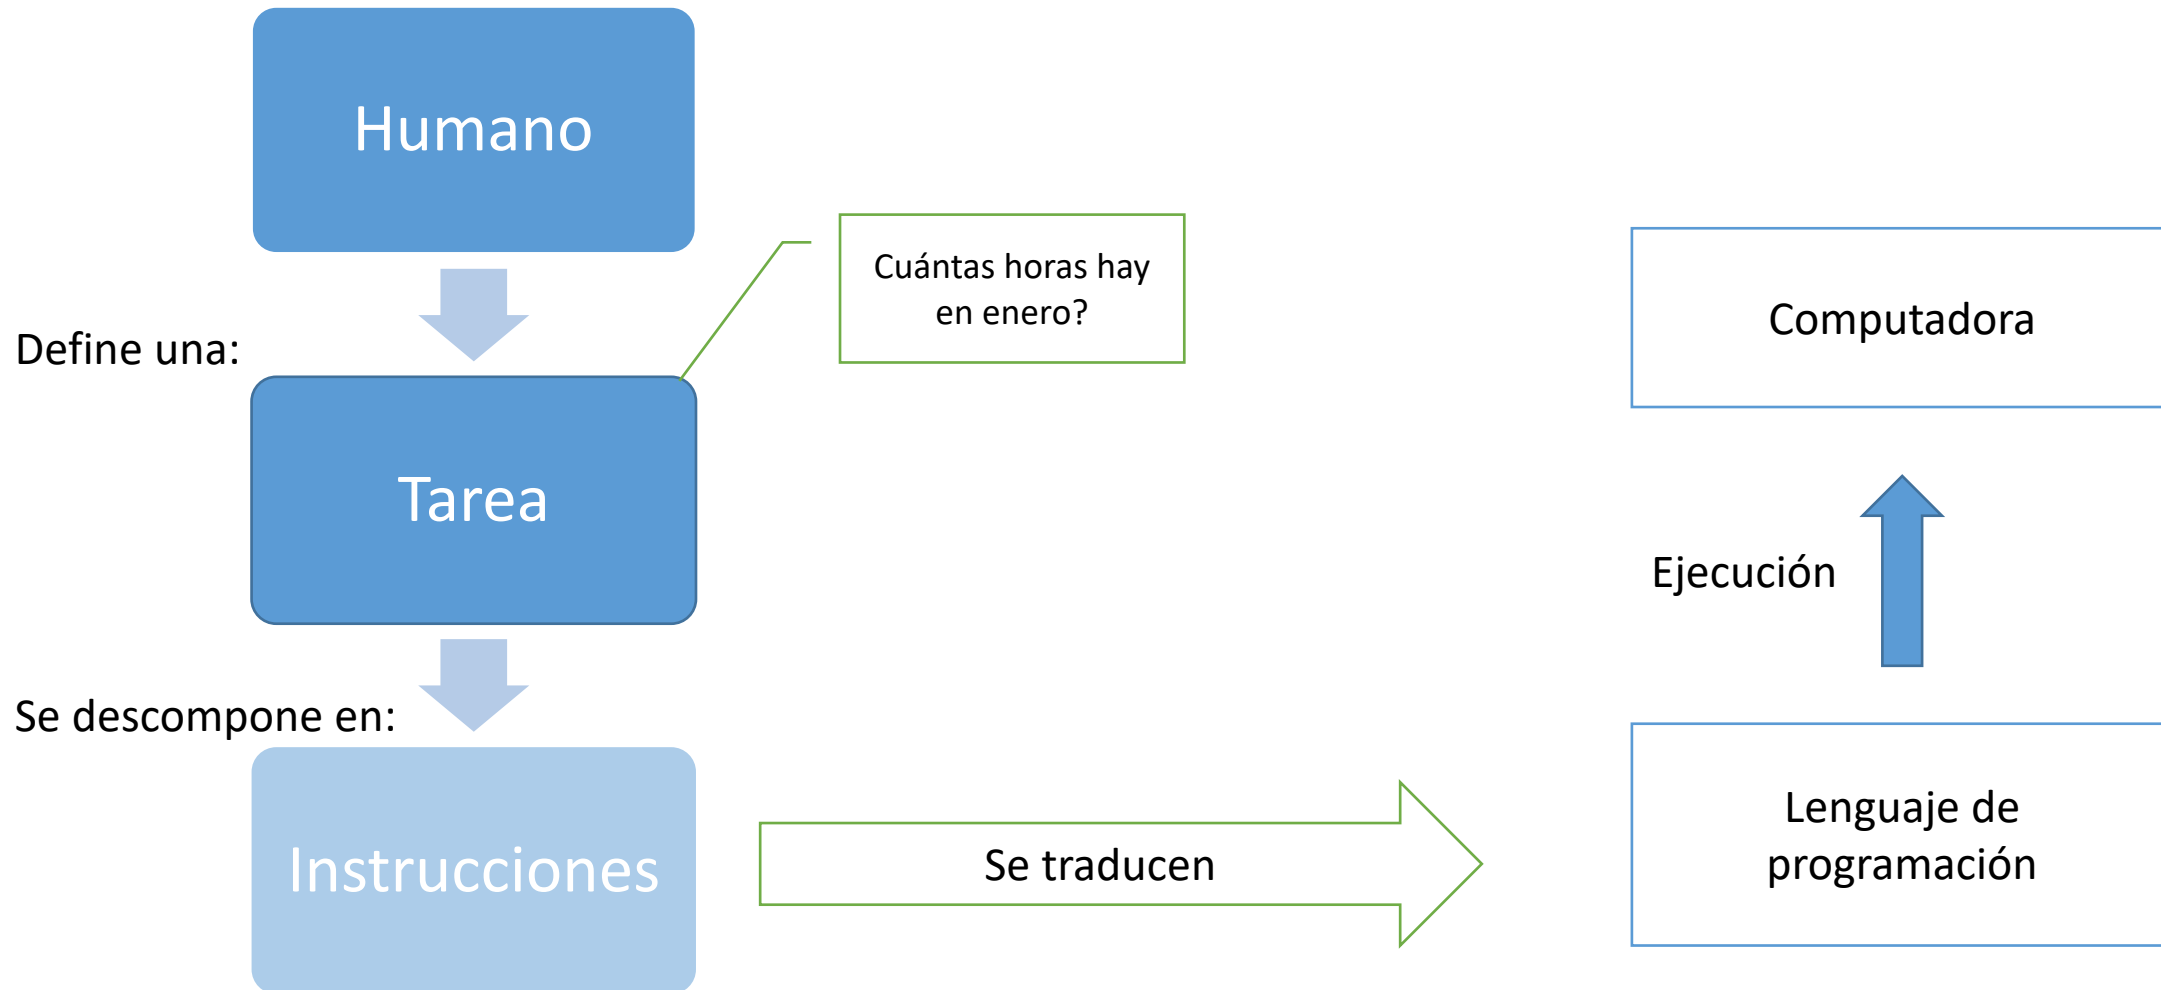 Humano
Define una:
Tarea
Cuántas horas hay
en enero?
Se descompone en:
Instrucciones
Se traducen
Lenguaje de
programación
Ejecución
Computadora